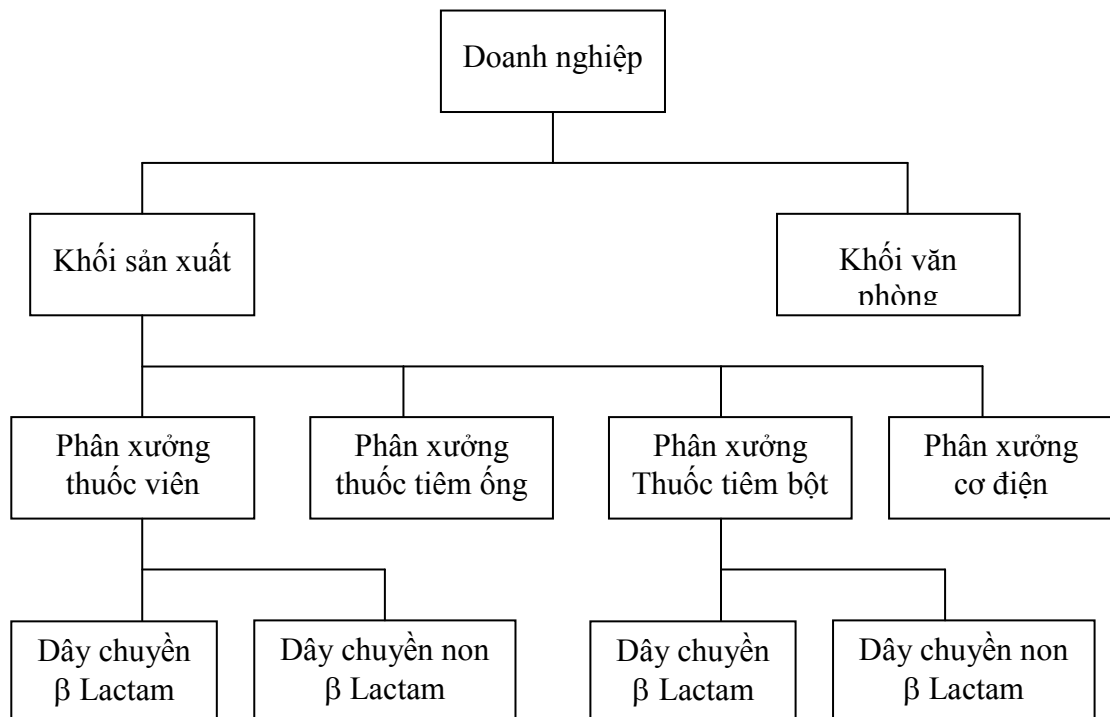 Doanh nghiệp
Khối sản xuất
Khối văn
phòng
Phân xưởng
thuốc viên
Phân xưởng
thuốc tiêm ống
Phân xưởng
Thuốc tiêm bột
Phân xưởng
cơ điện
Dây chuyền
β Lactam
Dây chuyền non
β Lactam
Dây chuyền
β Lactam
Dây chuyền non
β Lactam